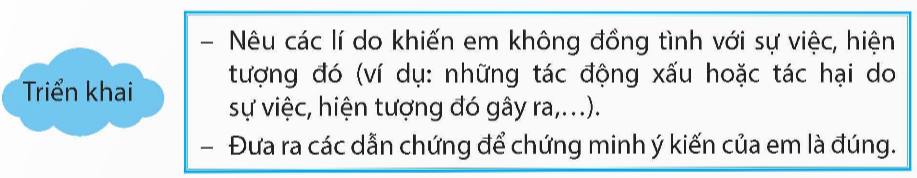 Triển khai
– Nêu các lí do khiến em không đồng tình với sự việc, hiện
tượng đó (ví dụ: những tác động xấu hoặc tác hại do
sự việc, hiện tượng đó gây ra,...).
– Đưa ra các dẫn chứng để chứng minh ý kiến của em là đúng.